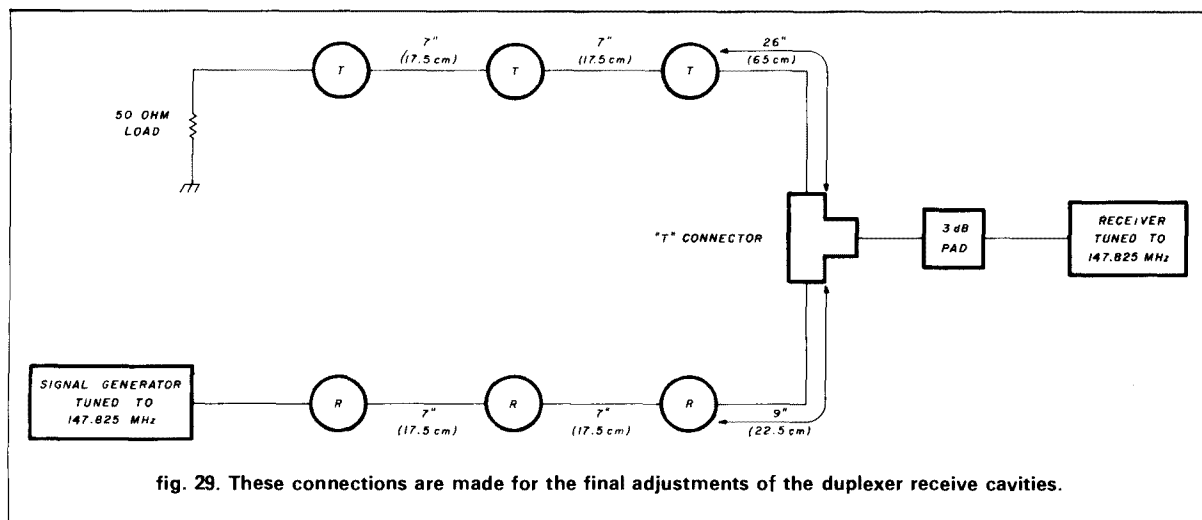 7"
(17.5 cm)
7"
(17.5 cm)
26"
(65 cm)
T
T
T
50 OHM
LOAD
"T" CONNECTOR
3 dB
PAD
RECEIVER
TUNED TO
147.825 MHz
SIGNAL GENERATOR
TUNED TO
147.825 MHz
R
R
R
7"
(17.5 cm)
7"
(17.5 cm)
9"
(22.5 cm)
fig. 29. These connections are made for the final adjustments of the duplexer receive cavities.